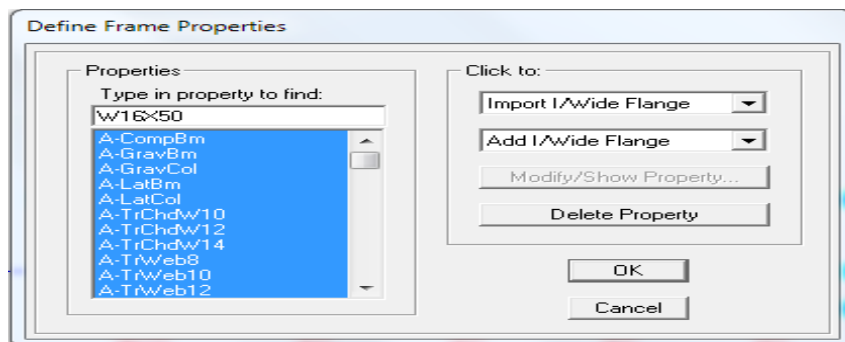 Define Frame Properties
Properties
Type in property to find:
W16X50
A-CompBm
A-GravBm
A-GravCol
A-LatBm
A-LatCol
A-TrChdW10
A-TrChdW12
A-TrChdW14
A-TrWeb8
A-TrWeb10
A-TrWeb12
Click to:
Import I/Wide Flange
Add I/Wide Flange
Modify/Show Property...
Delete Property
OK
Cancel